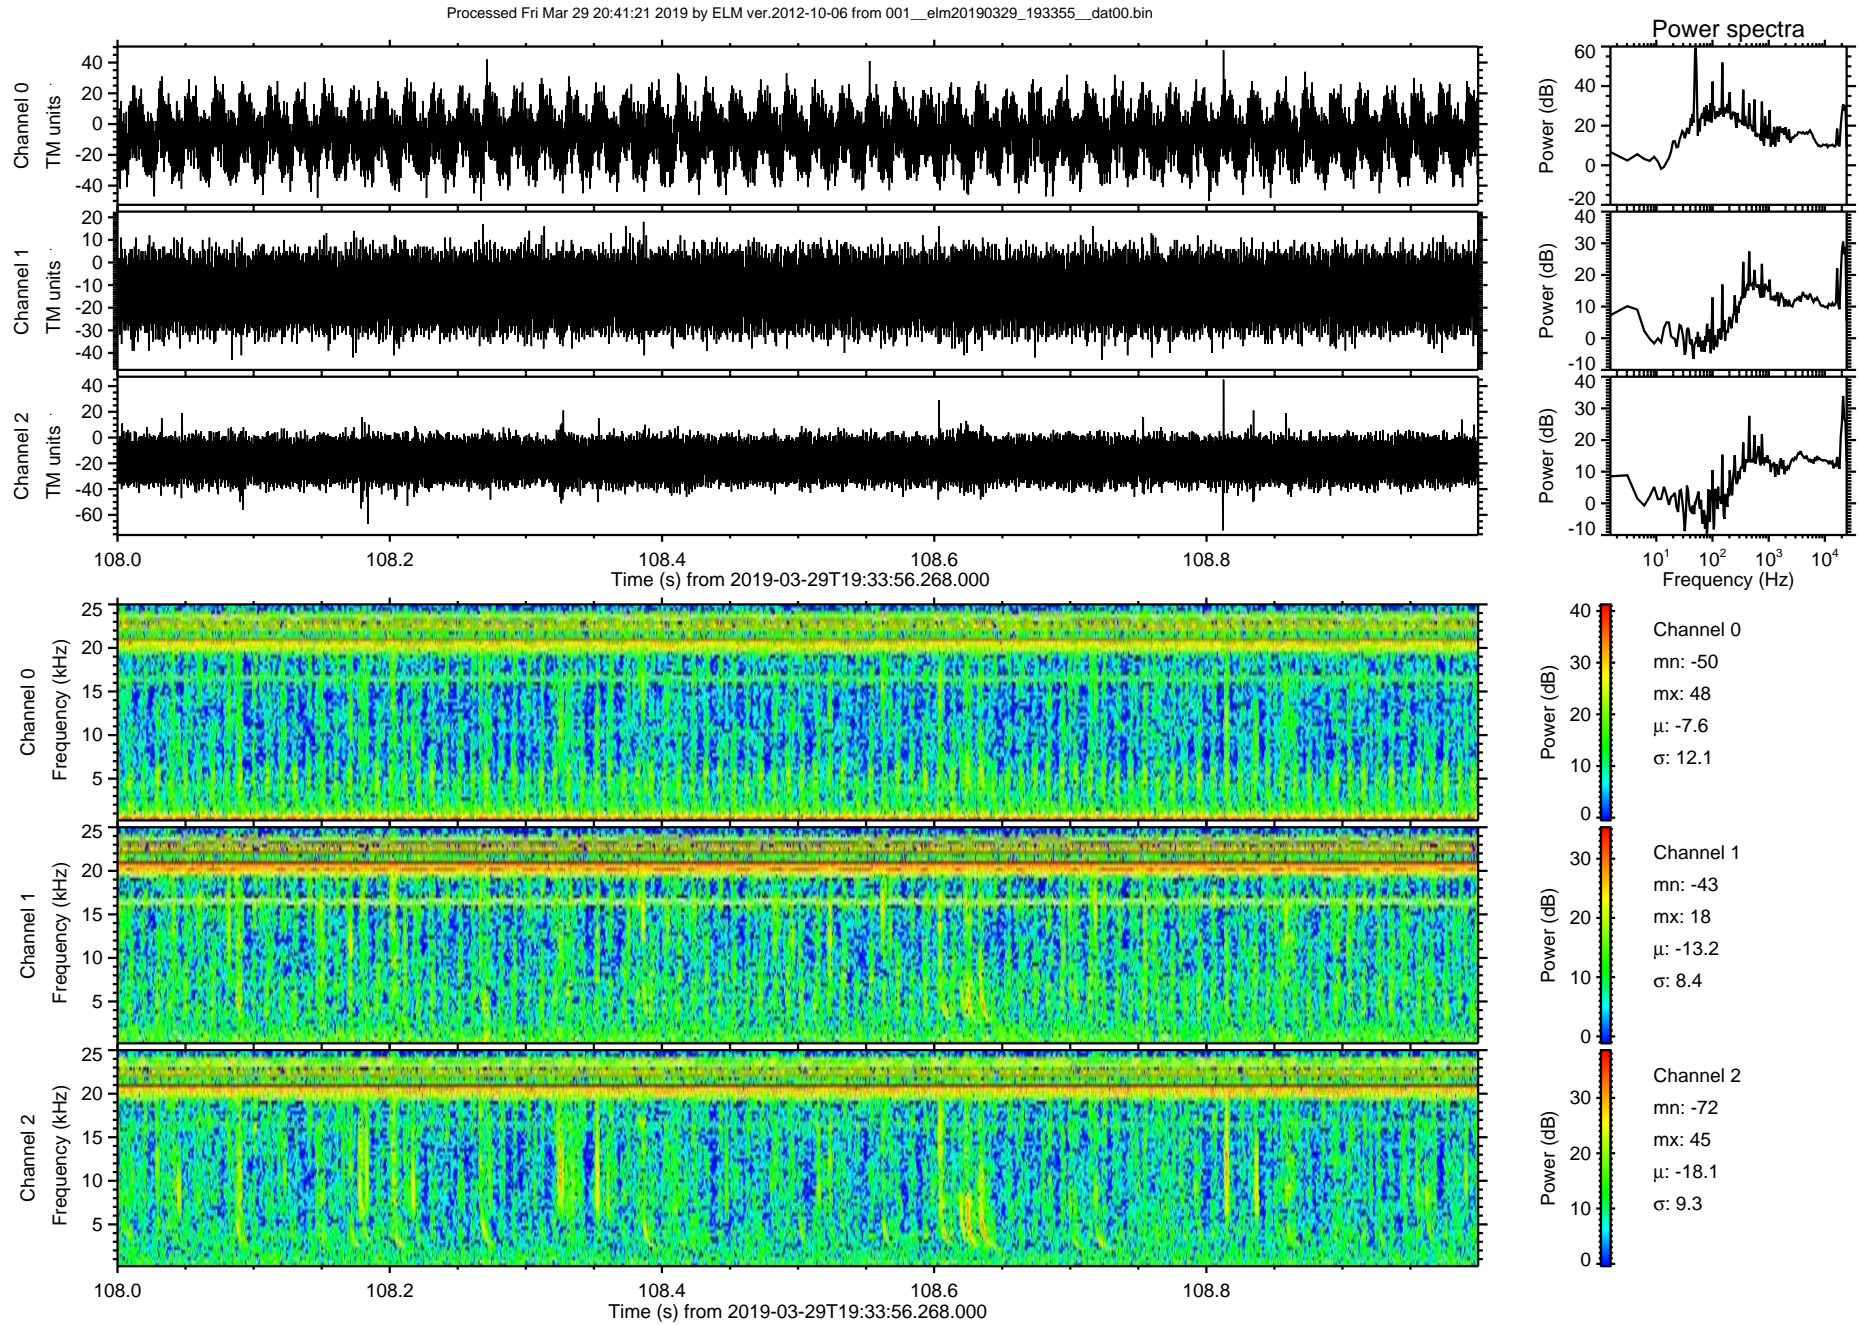 Processed Fri Mar 29 20:41:21 2019 by ELM ver.2012-10-06 from 001__elm20190329_193355__dat00.bin
Power spectra
Channel 0
TM units
40
20
0
-20
-40
Power (dB)
60
40
20
0
-20
Channel 1
TM units
20
10
0
-10
-20
-30
-40
Power (dB)
40
30
20
10
0
-10
Channel 2
TM units
40
20
0
-20
-40
-60
Power (dB)
40
30
20
10
0
-10
108.0 108.2 108.4 108.6 108.8
Time (s) from 2019-03-29T19:33:56.268.000
10¹ 10² 10³ 10⁴
Frequency (Hz)
Channel 0
Frequency (kHz)
25
20
15
10
5
Power (dB)
40
30
20
10
0
Channel 0
mn: -50
mx: 48
μ: -7.6
σ: 12.1
Channel 1
Frequency (kHz)
25
20
15
10
5
Power (dB)
30
20
10
0
Channel 1
mn: -43
mx: 18
μ: -13.2
σ: 8.4
Channel 2
Frequency (kHz)
25
20
15
10
5
Power (dB)
30
20
10
0
Channel 2
mn: -72
mx: 45
μ: -18.1
σ: 9.3
108.0 108.2 108.4 108.6 108.8
Time (s) from 2019-03-29T19:33:56.268.000